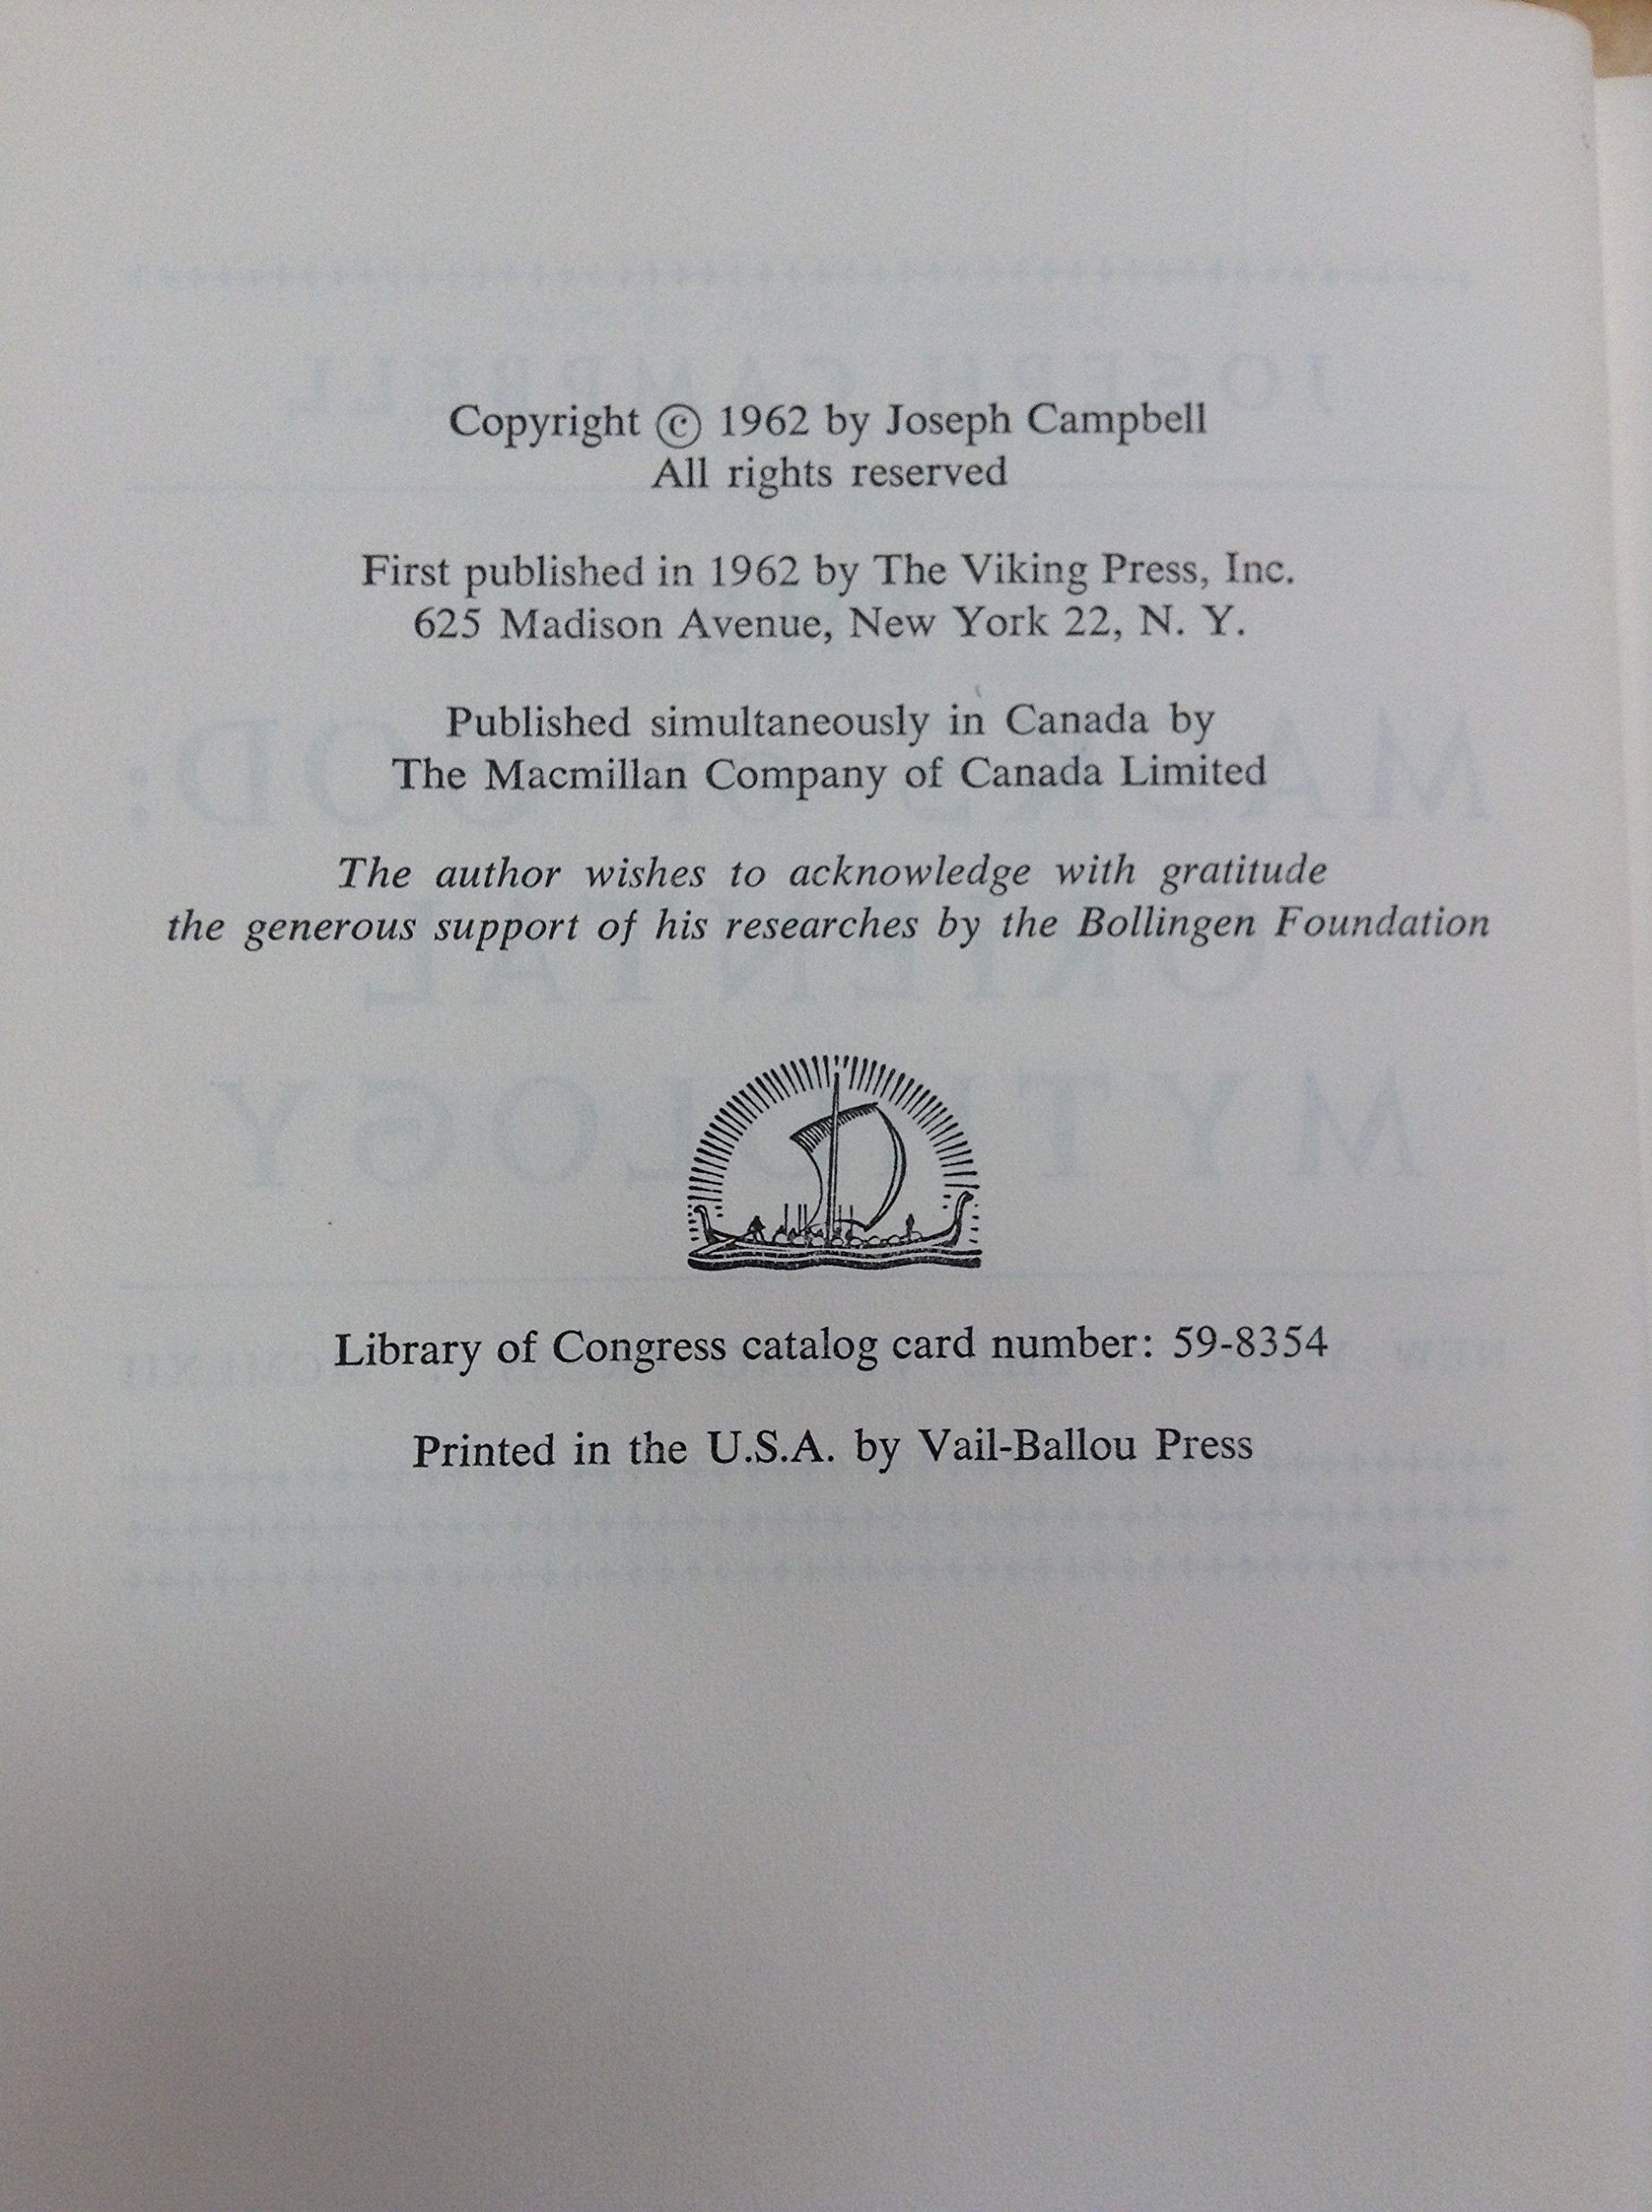 Copyright © 1962 by Joseph Campbell
All rights reserved
First published in 1962 by The Viking Press, Inc.
625 Madison Avenue, New York 22, N. Y.
Published simultaneously in Canada by
The Macmillan Company of Canada Limited
The author wishes to acknowledge with gratitude
the generous support of his researches by the Bollingen Foundation
Library of Congress catalog card number: 59-8354
Printed in the U.S.A. by Vail-Ballou Press